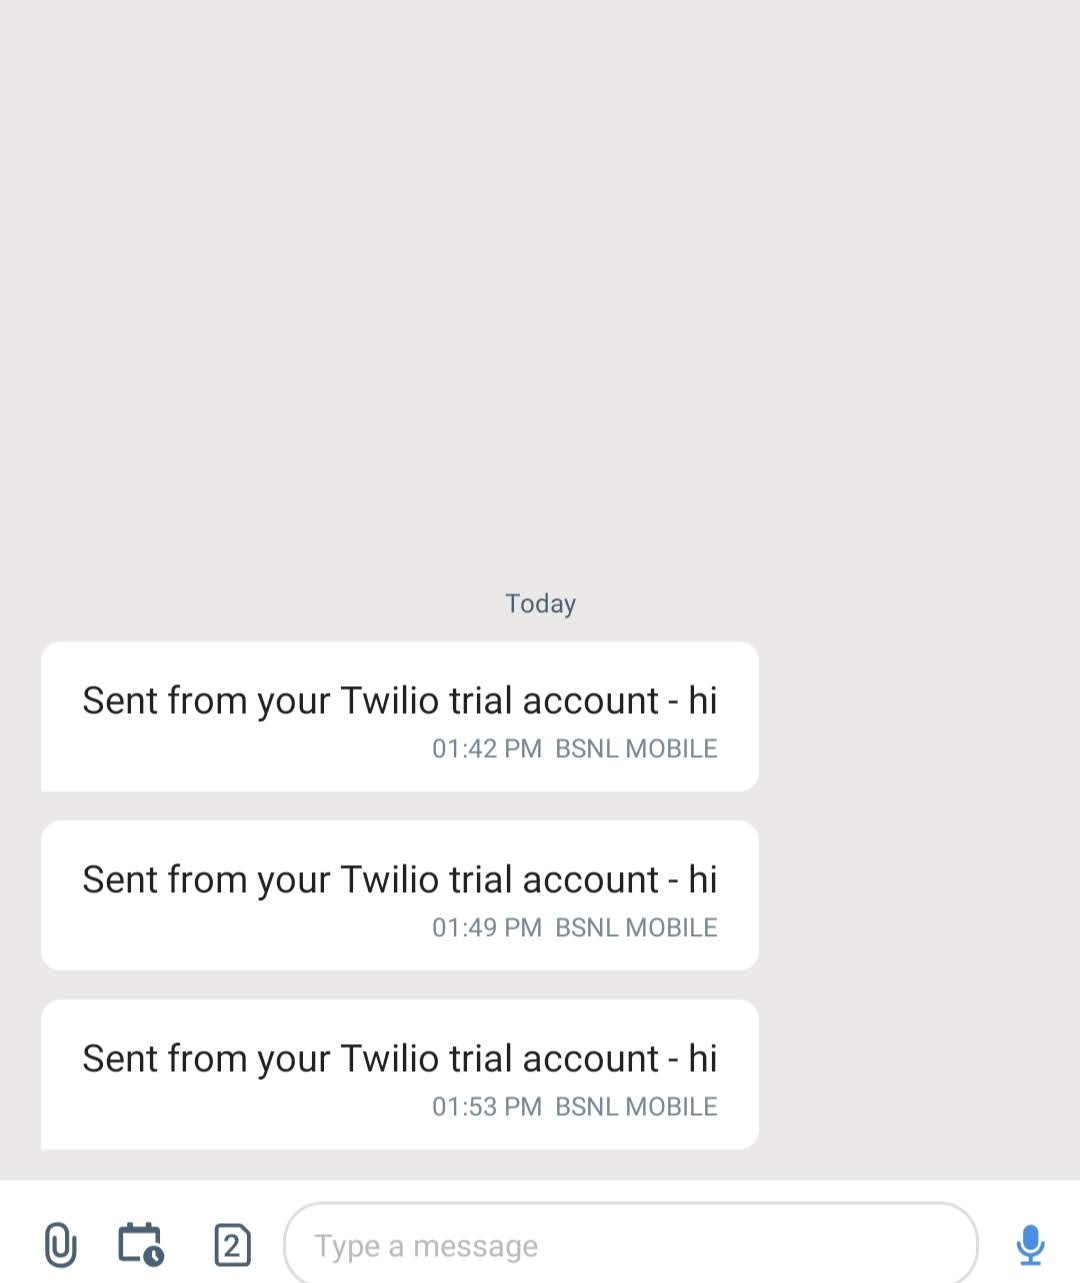 Today
Sent from your Twilio trial account - hi
01:42 PM BSNL MOBILE
Sent from your Twilio trial account - hi
01:49 PM BSNL MOBILE
Sent from your Twilio trial account - hi
01:53 PM BSNL MOBILE
2
Type a message